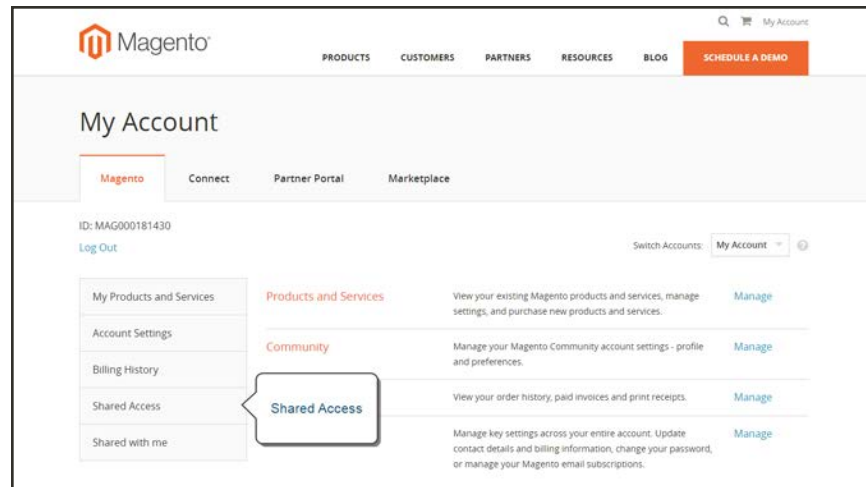 My Account
Magento
PRODUCTS CUSTOMERS PARTNERS RESOURCES BLOG SCHEDULE A DEMO
My Account
Magento Connect Partner Portal Marketplace
ID: MAG000181430
Log Out
Switch Accounts: My Account
My Products and Services
Account Settings
Billing History
Shared Access
Shared with me
Products and Services
View your existing Magento products and services, manage
settings, and purchase new products and services.
Manage
Community
Manage your Magento Community account settings - profile
and preferences.
Manage
Shared Access
View your order history, paid invoices and print receipts.
Manage
Manage key settings across your entire account. Update
contact details and billing information, change your password,
or manage your Magento email subscriptions.
Manage